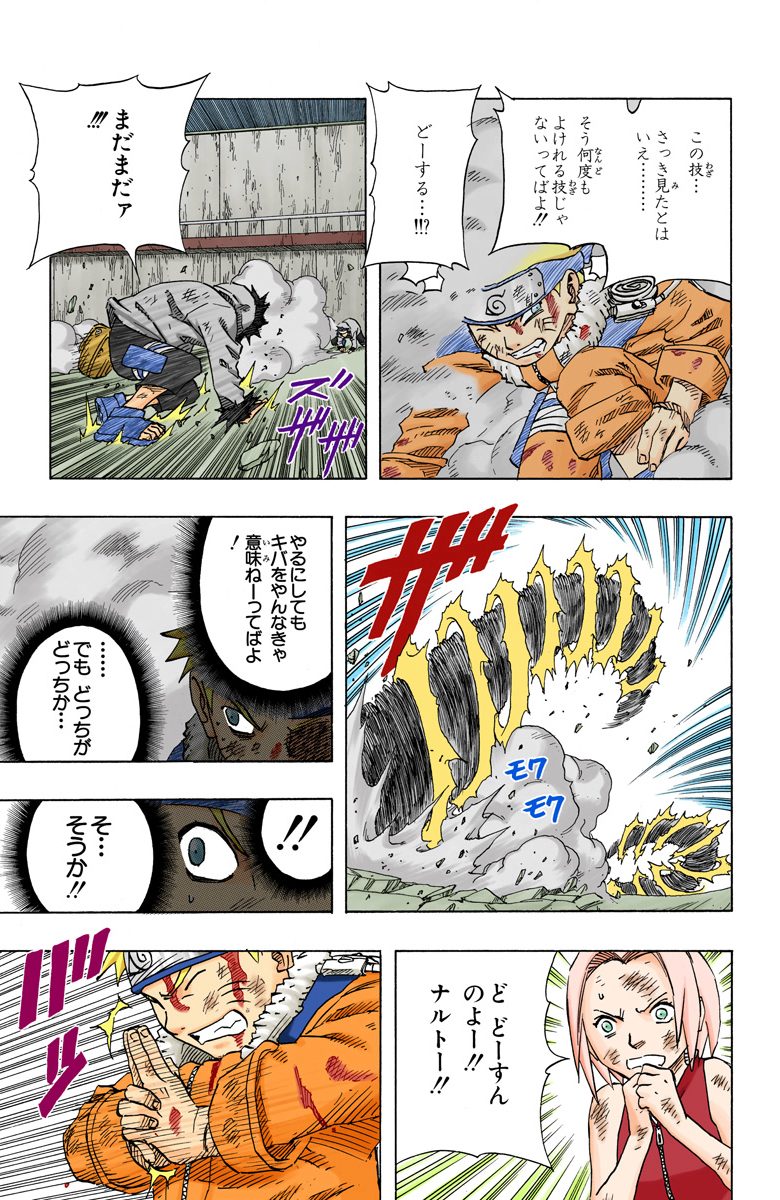 この技…
さっき見たとは
いえ………
そう何度も
よけれる技じゃ
ないってばよ!!
どーする…!!?
まだまだァ
!!!
ズザザザ
ザザザ
モク
モク
やるにしても
キバをやんなきゃ
意味ねーってばよ
!
……
でも どっちが
どっちか…
!!
そ…
そうか!!
ど どーすん
のよー!!
ナルトー!!
バッ